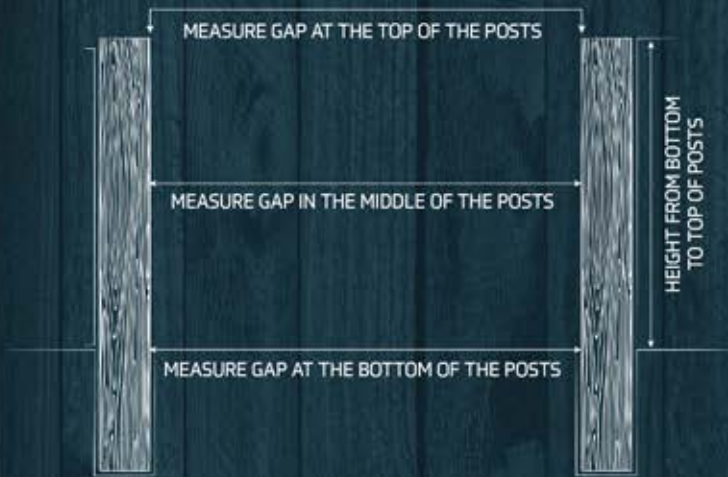 MEASURE GAP AT THE TOP OF THE POSTS
MEASURE GAP IN THE MIDDLE OF THE POSTS
HEIGHT FROM BOTTOM
TO TOP OF POSTS
MEASURE GAP AT THE BOTTOM OF THE POSTS